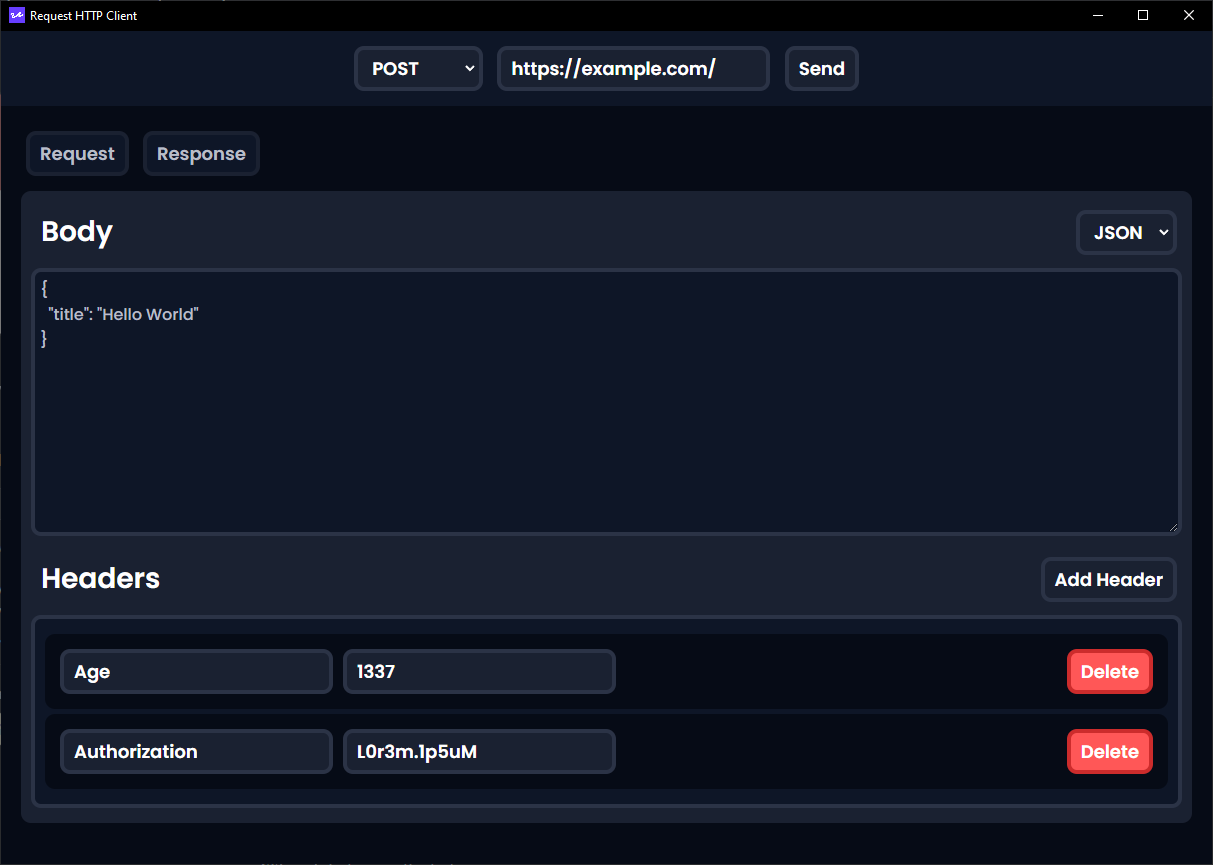 Request HTTP Client
POST https://example.com/ Send
Request Response
Body JSON
{
"title": "Hello World"
}
Headers Add Header
Age 1337 Delete
Authorization L0r3m.1p5uM Delete